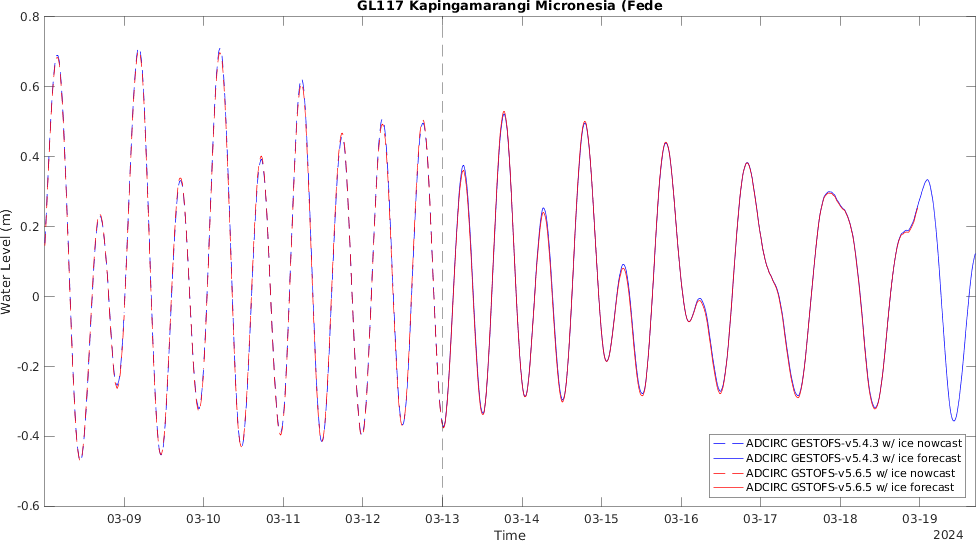 GL117 Kapingamarangi Micronesia (Fede
0.8
0.6
0.4
0.2
0
-0.2
-0.4
-0.6
Water Level (m)
03-09 03-10 03-11 03-12 03-13 03-14 03-15 03-16 03-17 03-18 03-19
Time
2024
ADCIRC GESTOFS-v5.4.3 w/ ice nowcast
ADCIRC GESTOFS-v5.4.3 w/ ice forecast
ADCIRC GSTOFS-v5.6.5 w/ ice nowcast
ADCIRC GSTOFS-v5.6.5 w/ ice forecast